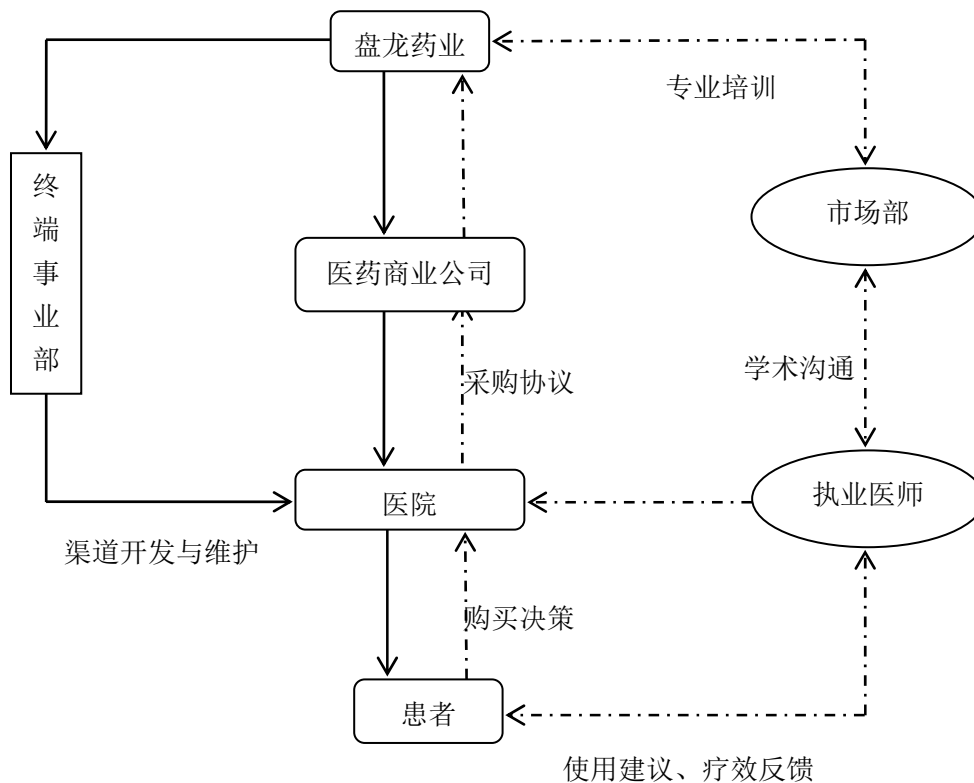 盘龙药业
专业培训
终端事业部
市场部
医药商业公司
学术沟通
采购协议
医院
执业医师
渠道开发与维护
购买决策
患者
使用建议、疗效反馈